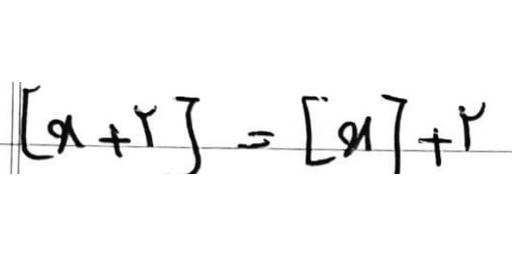 [x + ۲] = [x] + ۲